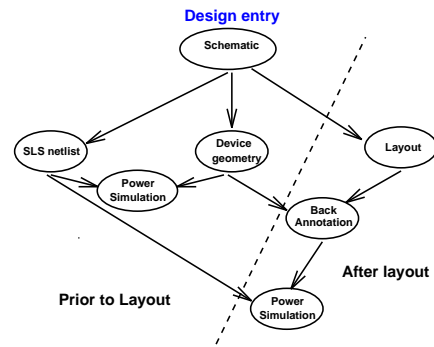 Design entry
Schematic
SLS netlist
Device
geometry
Layout
Power
Simulation
Back
Annotation
After layout
Prior to Layout
Power
Simulation